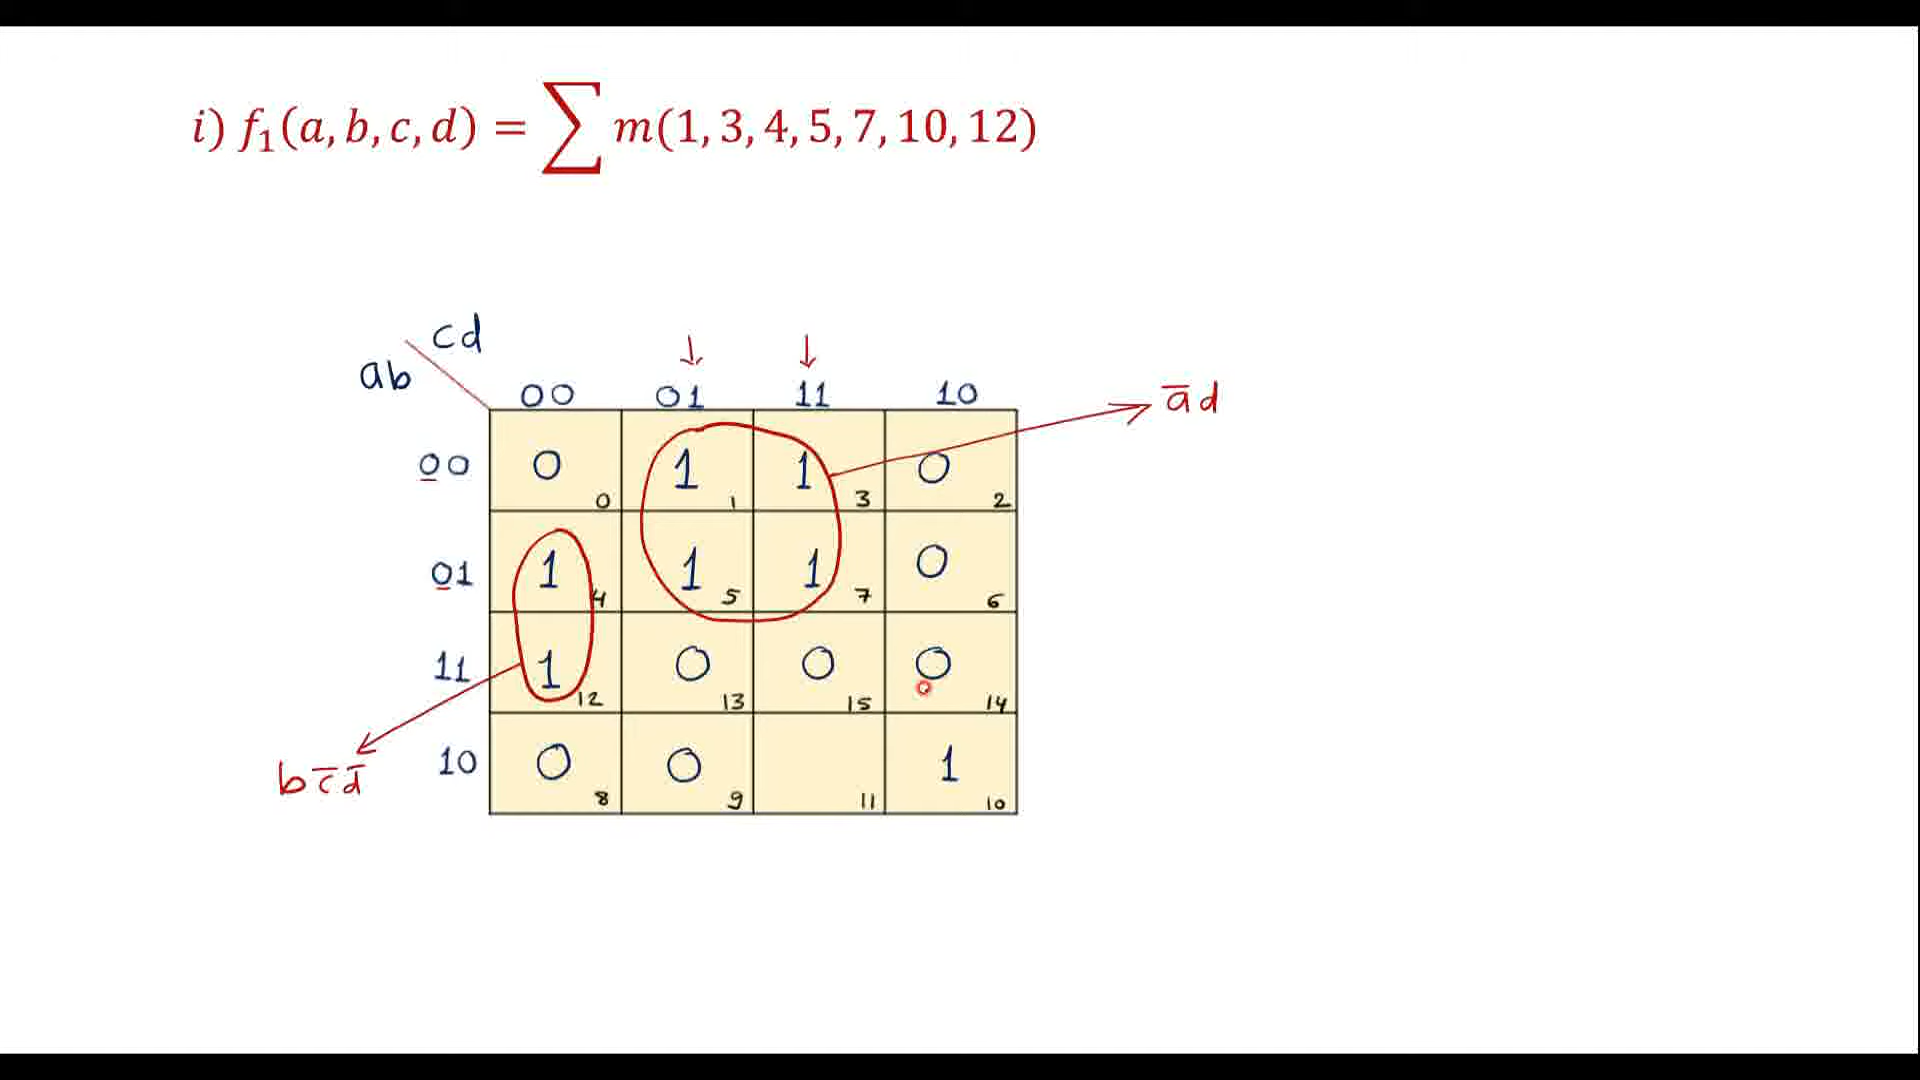 i) f₁(a, b, c, d) = ∑ m(1, 3, 4, 5, 7, 10, 12)
cd
ab
00 01 11 10
a̅d
00 0 0 1 1 1 3 0 2
01 1 4 1 5 1 7 0 6
11 1 12 0 13 0 15 0 14
10 0 8 0 9 11 1 10
bc̅d̅